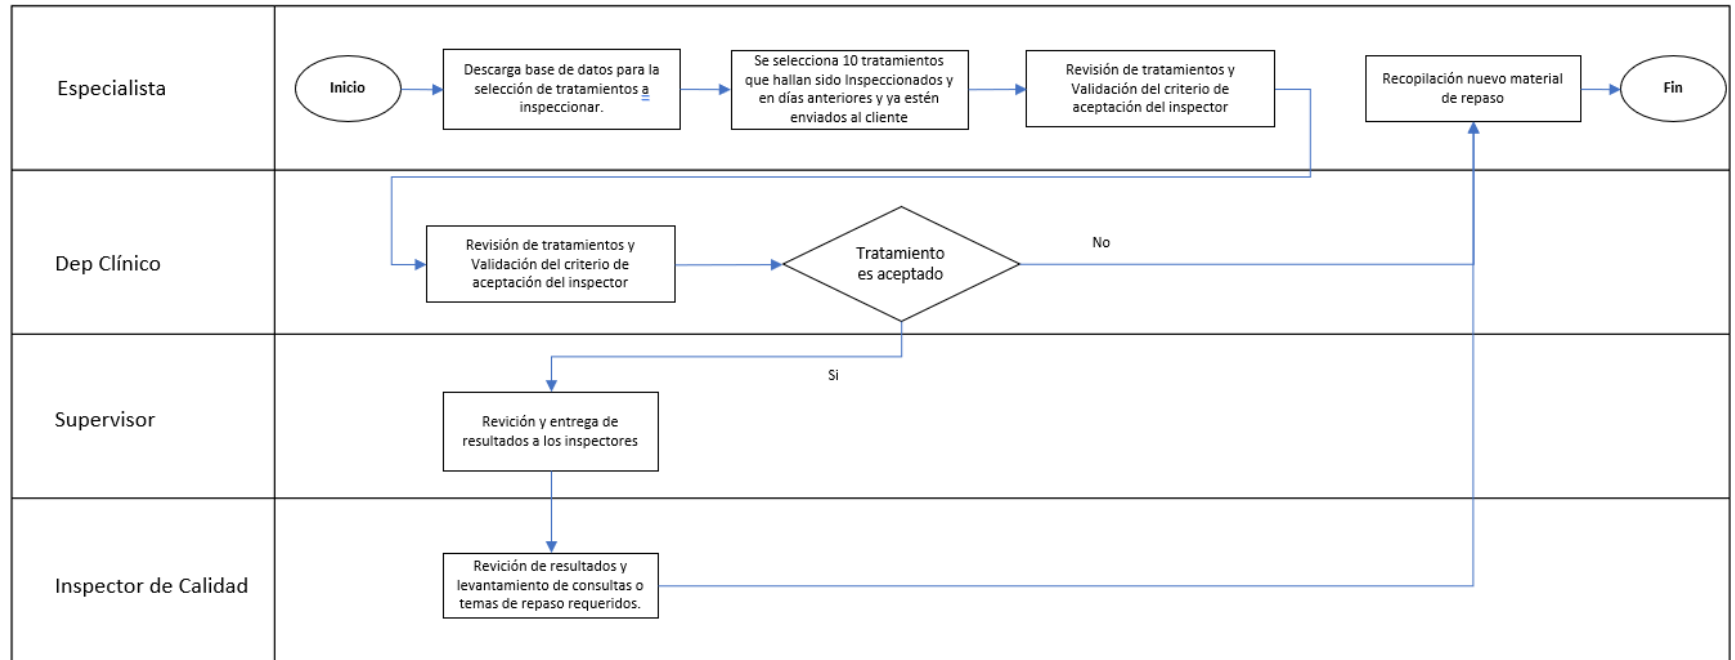 Especialista
Inicio
Descarga base de datos para la
selección de tratamientos a
inspeccionar.
Se selecciona 10 tratamientos
que hallan sido Inspeccionados y
en días anteriores y ya estén
enviados al cliente
Revisión de tratamientos y
Validación del criterio de
aceptación del inspector
Recopilación nuevo material
de repaso
Fin
Dep Clínico
Revisión de tratamientos y
Validación del criterio de
aceptación del inspector
Tratamiento
es aceptado
No
Si
Supervisor
Revición y entrega de
resultados a los inspectores
Inspector de Calidad
Revición de resultados y
levantamiento de consultas o
temas de repaso requeridos.